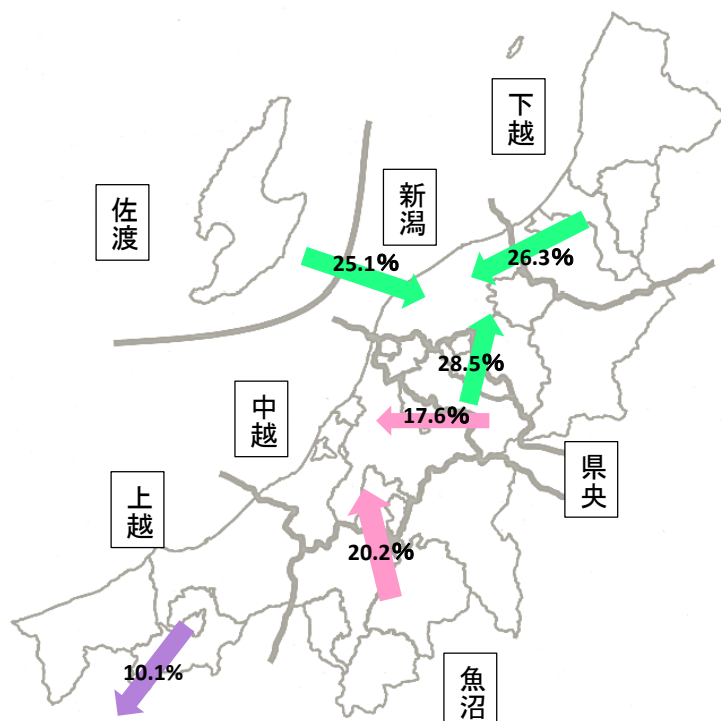 下越
新潟
佐渡
26.3%
25.1%
28.5%
17.6%
中越
県央
上越
20.2%
10.1%
魚沼